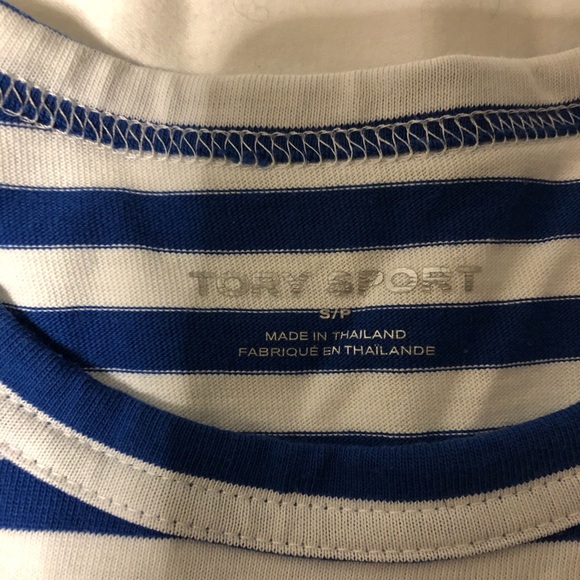 TORY SPORT
S/P
MADE IN THAILAND
FABRIQUÉ EN THAÏLANDE